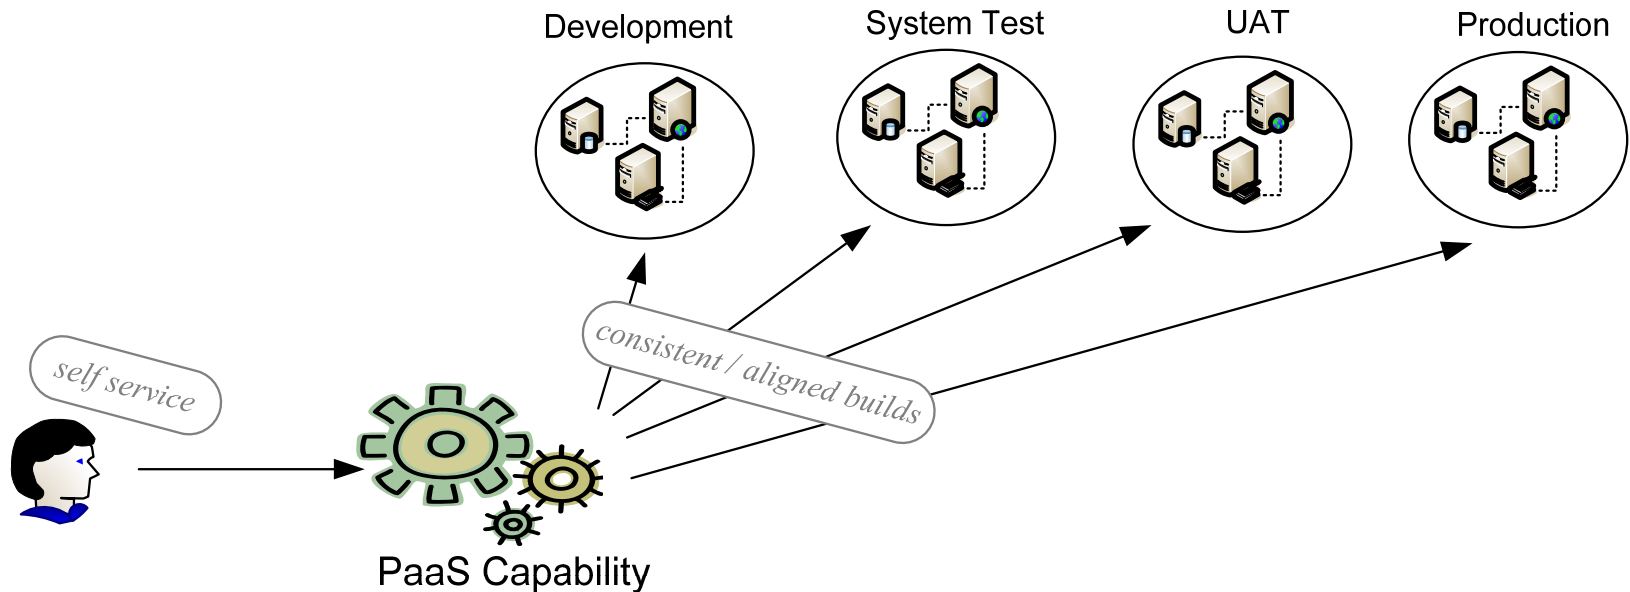 Development
System Test
UAT
Production
self service
consistent / aligned builds
PaaS Capability